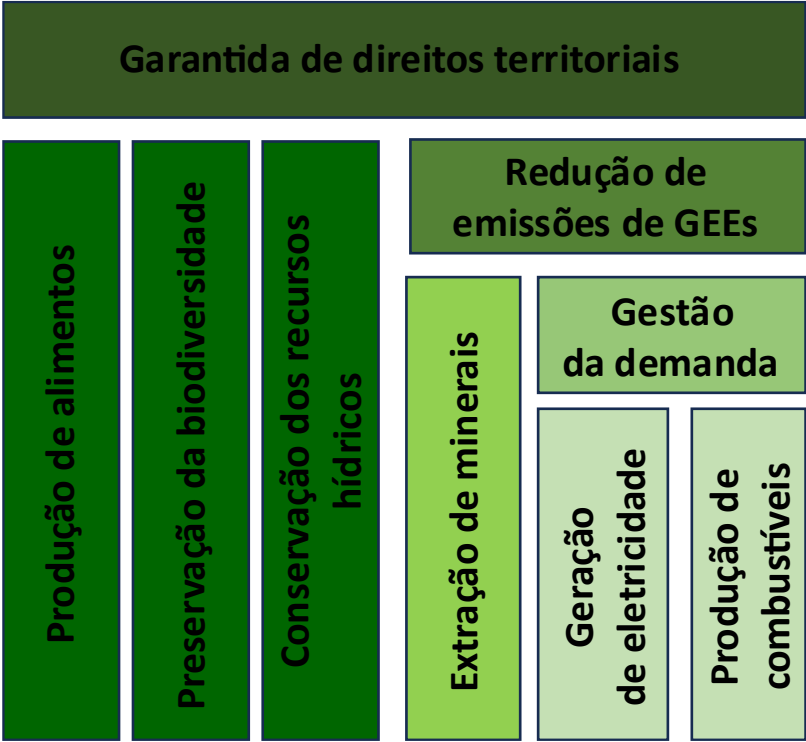 Garantida de direitos territoriais
Produção de alimentos
Preservação da biodiversidade
Conservação dos recursos
hídricos
Redução de
emissões de GEEs
Extração de minerais
Gestão
da demanda
Geração
de eletricidade
Produção de
combustíveis